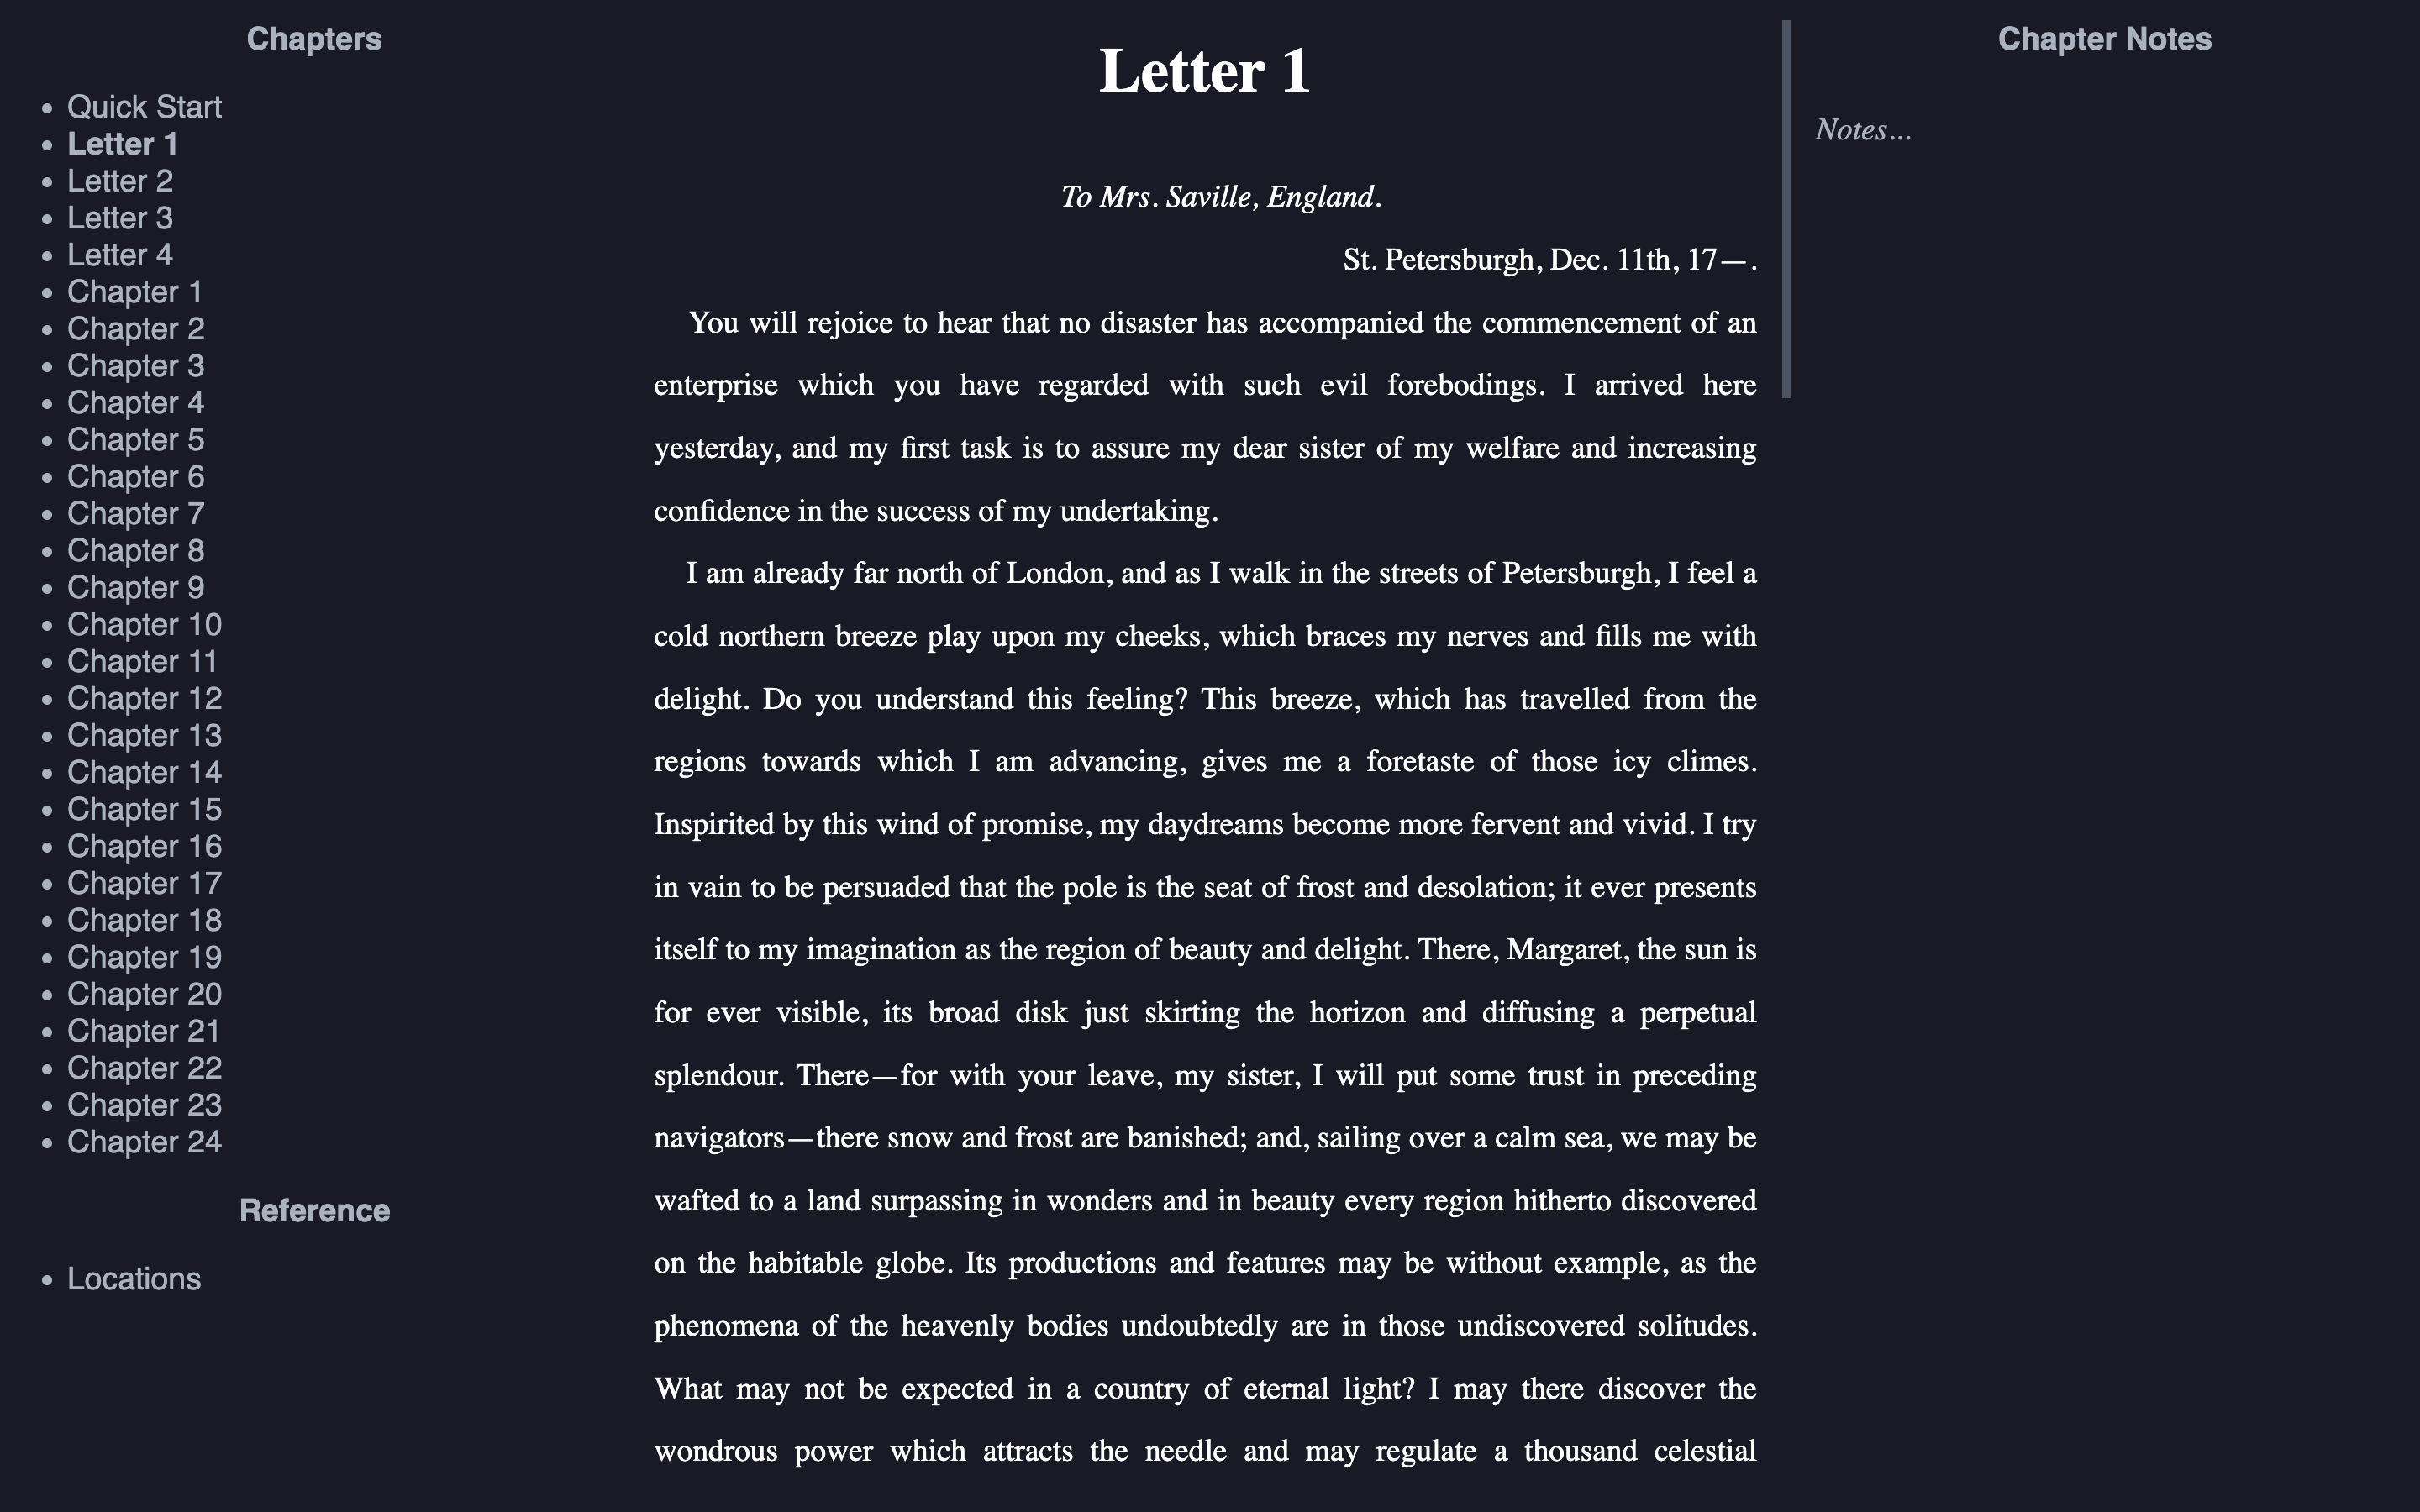 Chapters
Quick Start
Letter 1
Letter 2
Letter 3
Letter 4
Chapter 1
Chapter 2
Chapter 3
Chapter 4
Chapter 5
Chapter 6
Chapter 7
Chapter 8
Chapter 9
Chapter 10
Chapter 11
Chapter 12
Chapter 13
Chapter 14
Chapter 15
Chapter 16
Chapter 17
Chapter 18
Chapter 19
Chapter 20
Chapter 21
Chapter 22
Chapter 23
Chapter 24
Reference
Locations
Letter 1
To Mrs. Saville, England.
St. Petersburgh, Dec. 11th, 17—.
You will rejoice to hear that no disaster has accompanied the commencement of an
enterprise which you have regarded with such evil forebodings. I arrived here
yesterday, and my first task is to assure my dear sister of my welfare and increasing
confidence in the success of my undertaking.
I am already far north of London, and as I walk in the streets of Petersburgh, I feel a
cold northern breeze play upon my cheeks, which braces my nerves and fills me with
delight. Do you understand this feeling? This breeze, which has travelled from the
regions towards which I am advancing, gives me a foretaste of those icy climes.
Inspirited by this wind of promise, my daydreams become more fervent and vivid. I try
in vain to be persuaded that the pole is the seat of frost and desolation; it ever presents
itself to my imagination as the region of beauty and delight. There, Margaret, the sun is
for ever visible, its broad disk just skirting the horizon and diffusing a perpetual
splendour. There—for with your leave, my sister, I will put some trust in preceding
navigators—there snow and frost are banished; and, sailing over a calm sea, we may be
wafted to a land surpassing in wonders and in beauty every region hitherto discovered
on the habitable globe. Its productions and features may be without example, as the
phenomena of the heavenly bodies undoubtedly are in those undiscovered solitudes.
What may not be expected in a country of eternal light? I may there discover the
wondrous power which attracts the needle and may regulate a thousand celestial
Chapter Notes
Notes...